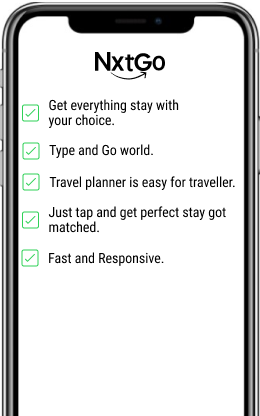 NxtGo
Get everything stay with
your choice.
Type and Go world.
Travel planner is easy for traveller.
Just tap and get perfect stay got
matched.
Fast and Responsive.